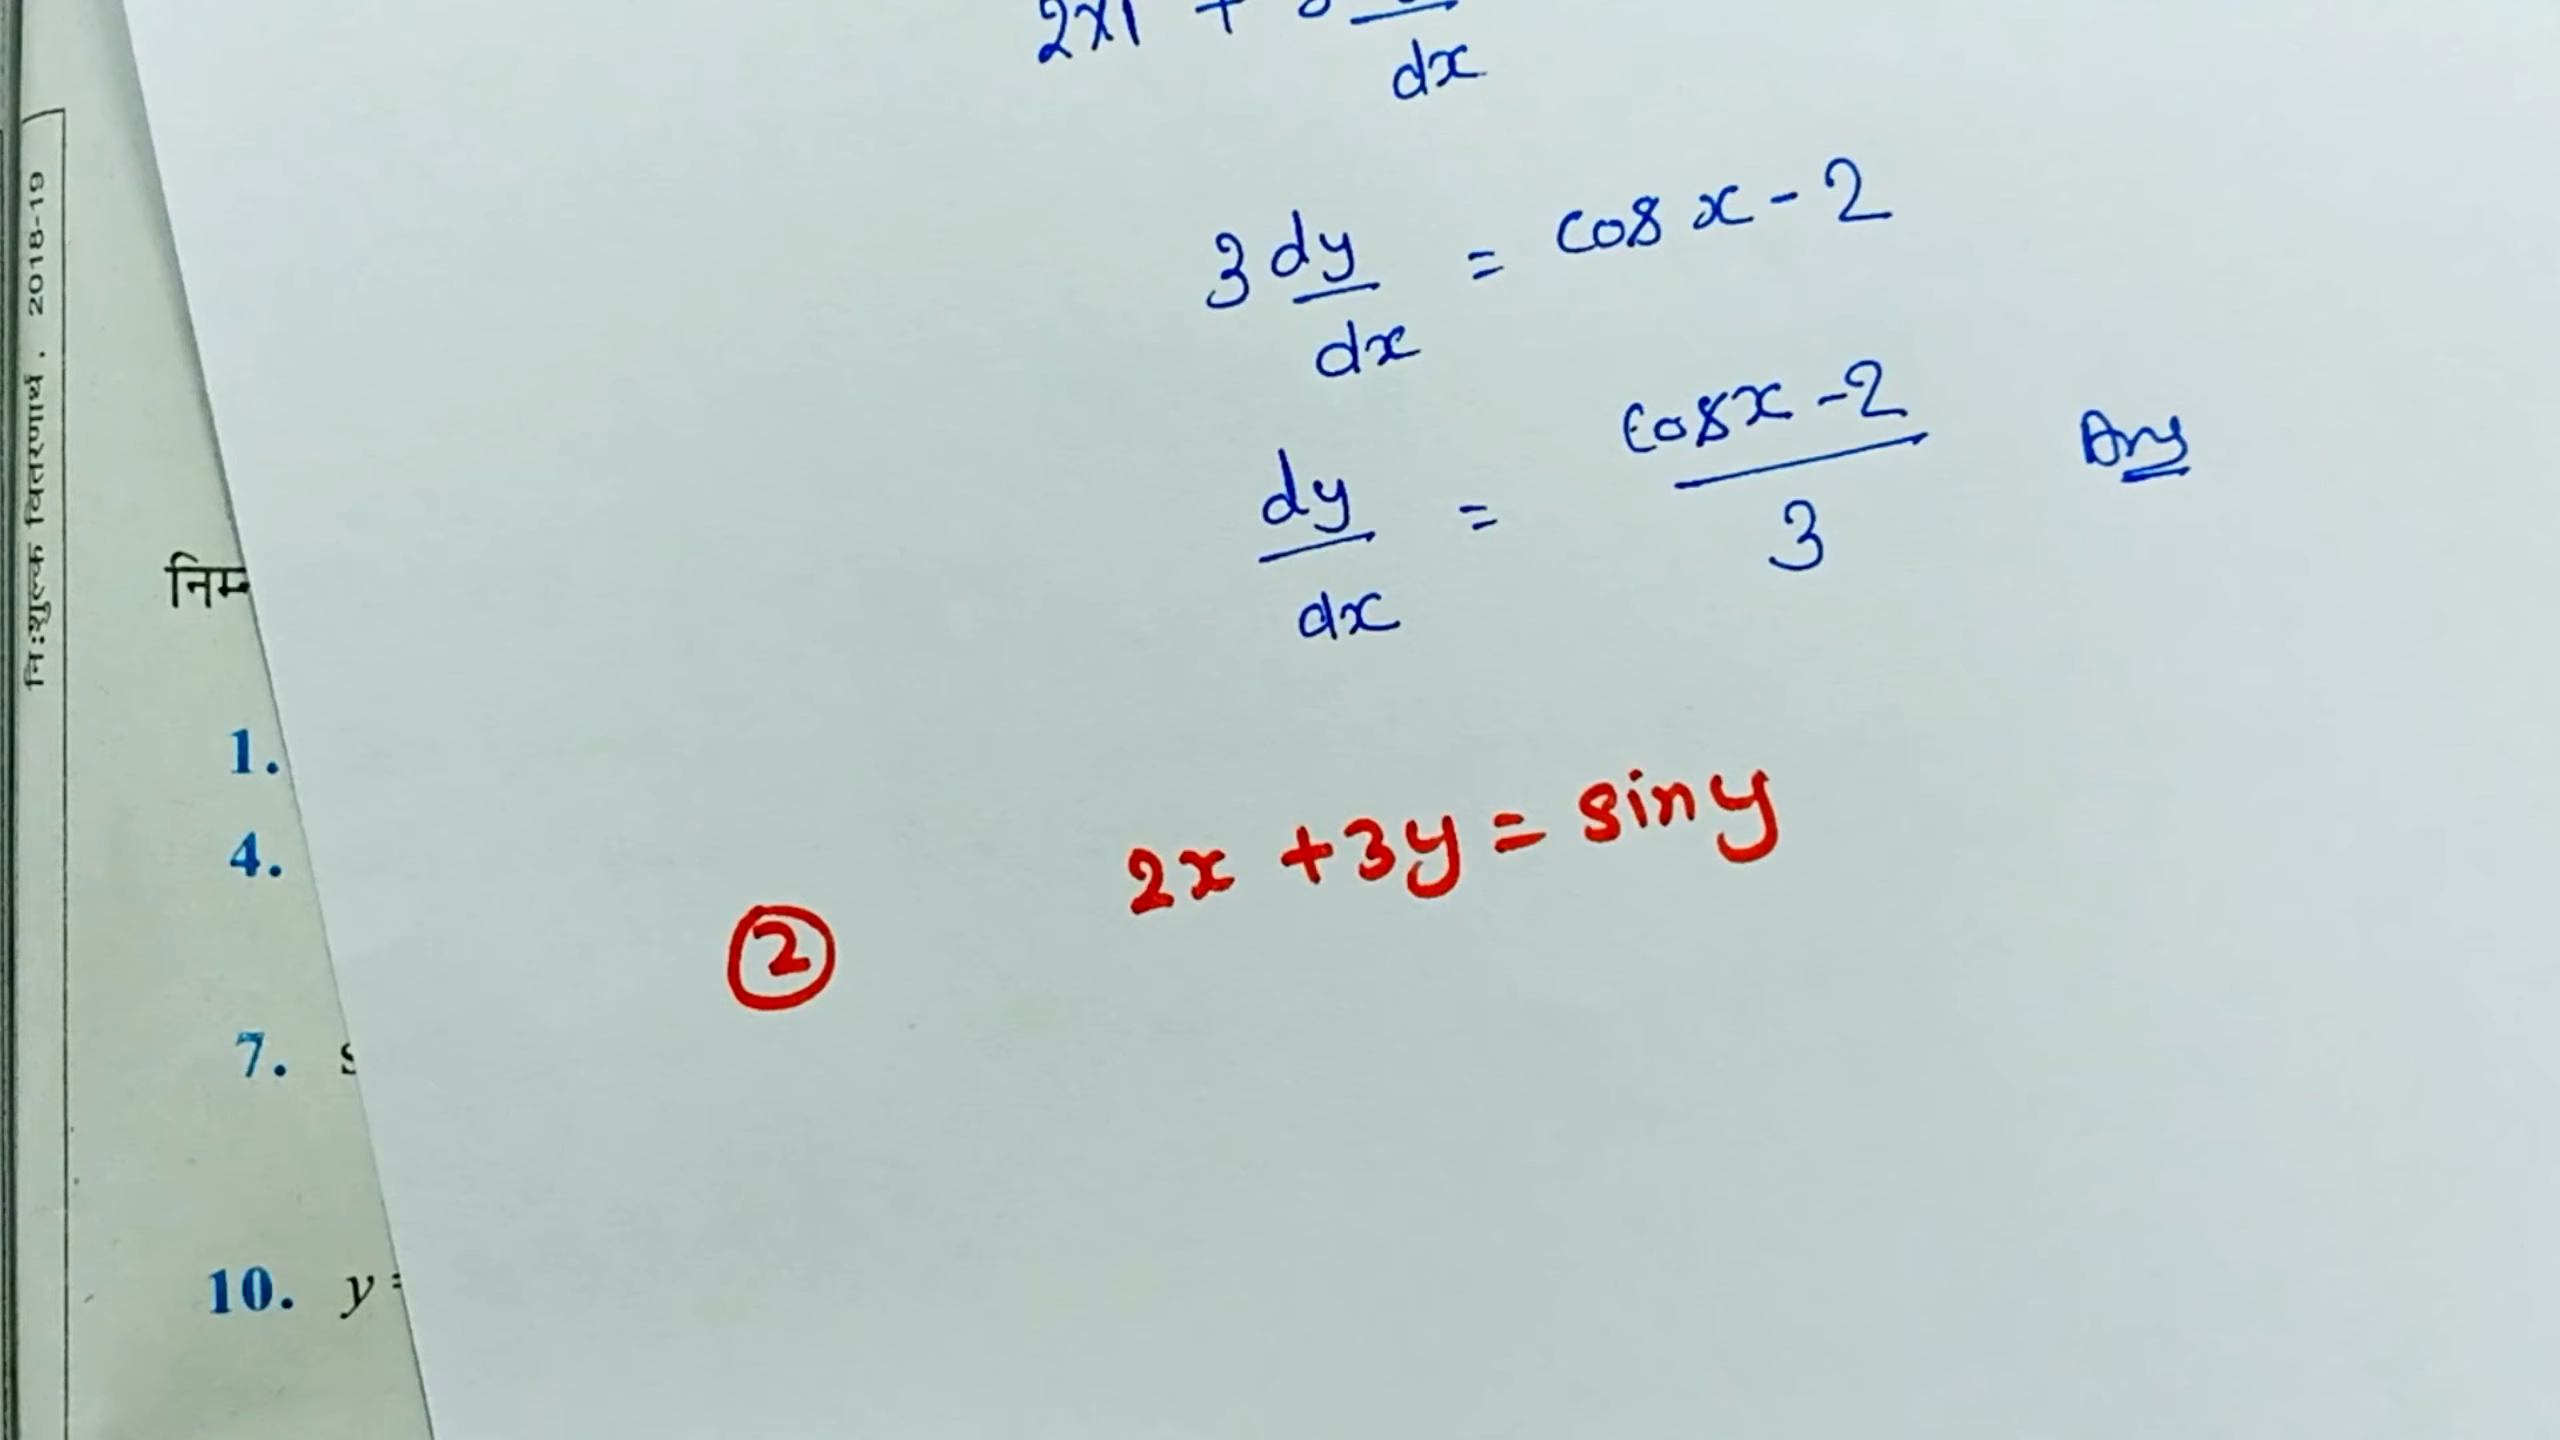 2x1 +
dx
3 dy = cos x - 2
dx
dy = cos x - 2 Ans
dx 3
2x + 3y = sin y
2
निःशुल्क वितरणार्थ . 2018-19
1.
4.
7.
10. y =